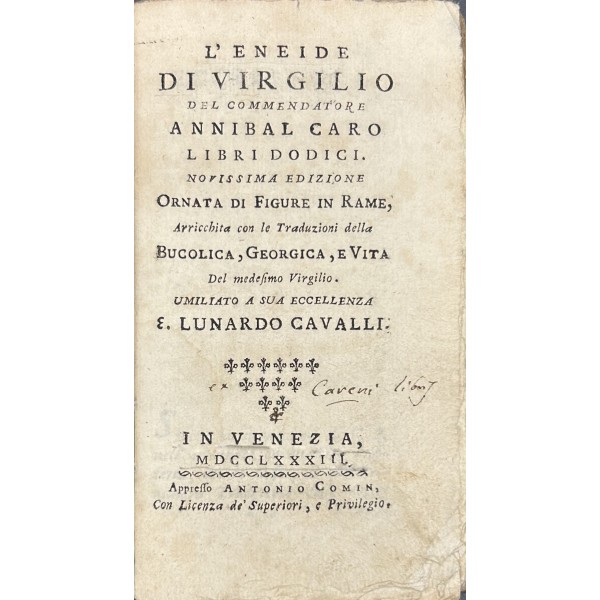 L'ENEIDE
DI VIRGILIO
DEL COMMENDATORE
ANNIBAL CARO
LIBRI DODICI.
NOVISSIMA EDIZIONE
ORNATA DI FIGURE IN RAME,
Arricchita con le Traduzioni della
BUCOLICA, GEORGICA, E VITA
Del medesimo Virgilio.
UMILIATO A SUA ECCELLENZA
E. LUNARDO CAVALLI.
ex Careni
IN VENEZIA,
MDCCLXXXIII.
Appresso ANTONIO COMIN,
Con Licenza de' Superiori, e Privilegio.